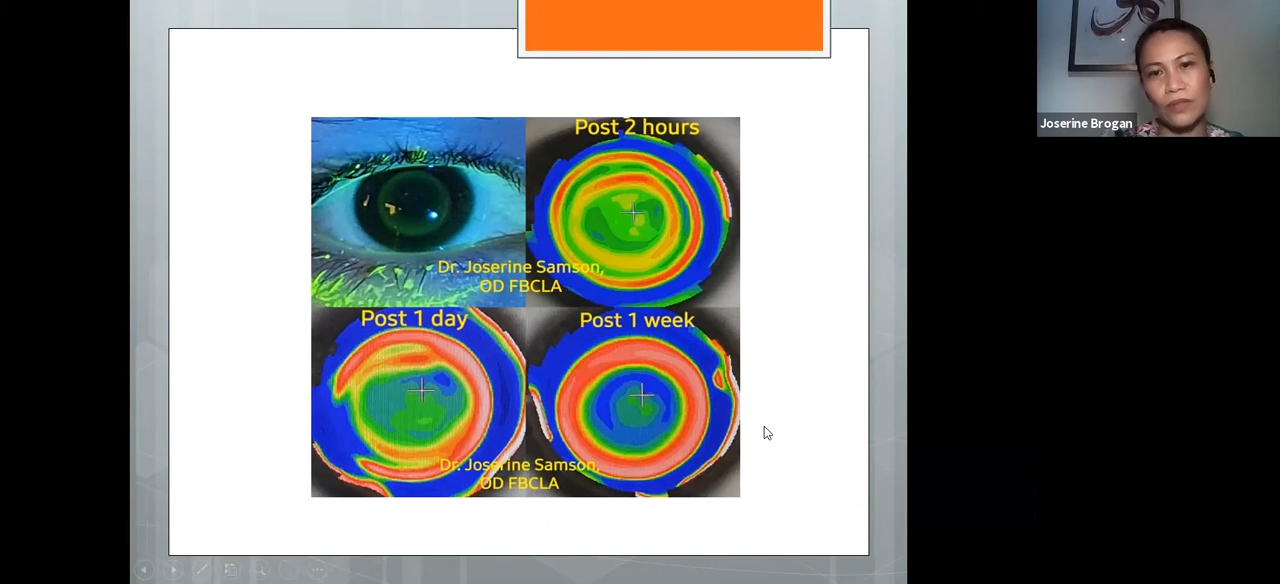 Post 2 hours
Dr. Joserine Samson,
OD FBCLA
Post 1 day
Post 1 week
Dr. Joserine Samson,
OD FBCLA
Joserine Brogan